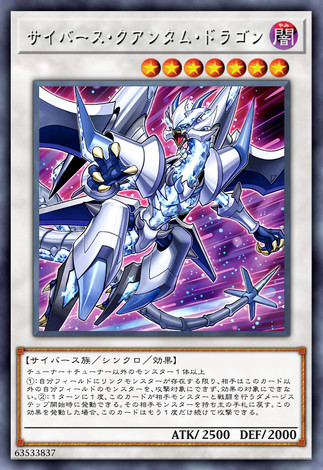 サイバース・クアンタム・ドラゴン
闇
やみ
【サイバース族/シンクロ/効果】
チューナー+チューナー以外のモンスター1体以上
①：自分フィールドにリンクモンスターが存在する限り、相手はこのカード以
外の自分フィールドのモンスターを、攻撃対象にできず、効果の対象にできな
い。②：1ターンに1度、このカードが相手モンスターと戦闘を行うダメージス
テップ開始時に発動できる。そのモンスターを持ち主の手札に戻す。この
効果を発動した場合、このカードはもう1度だけ続けて攻撃できる。
ATK/2500 DEF/2000
63533837